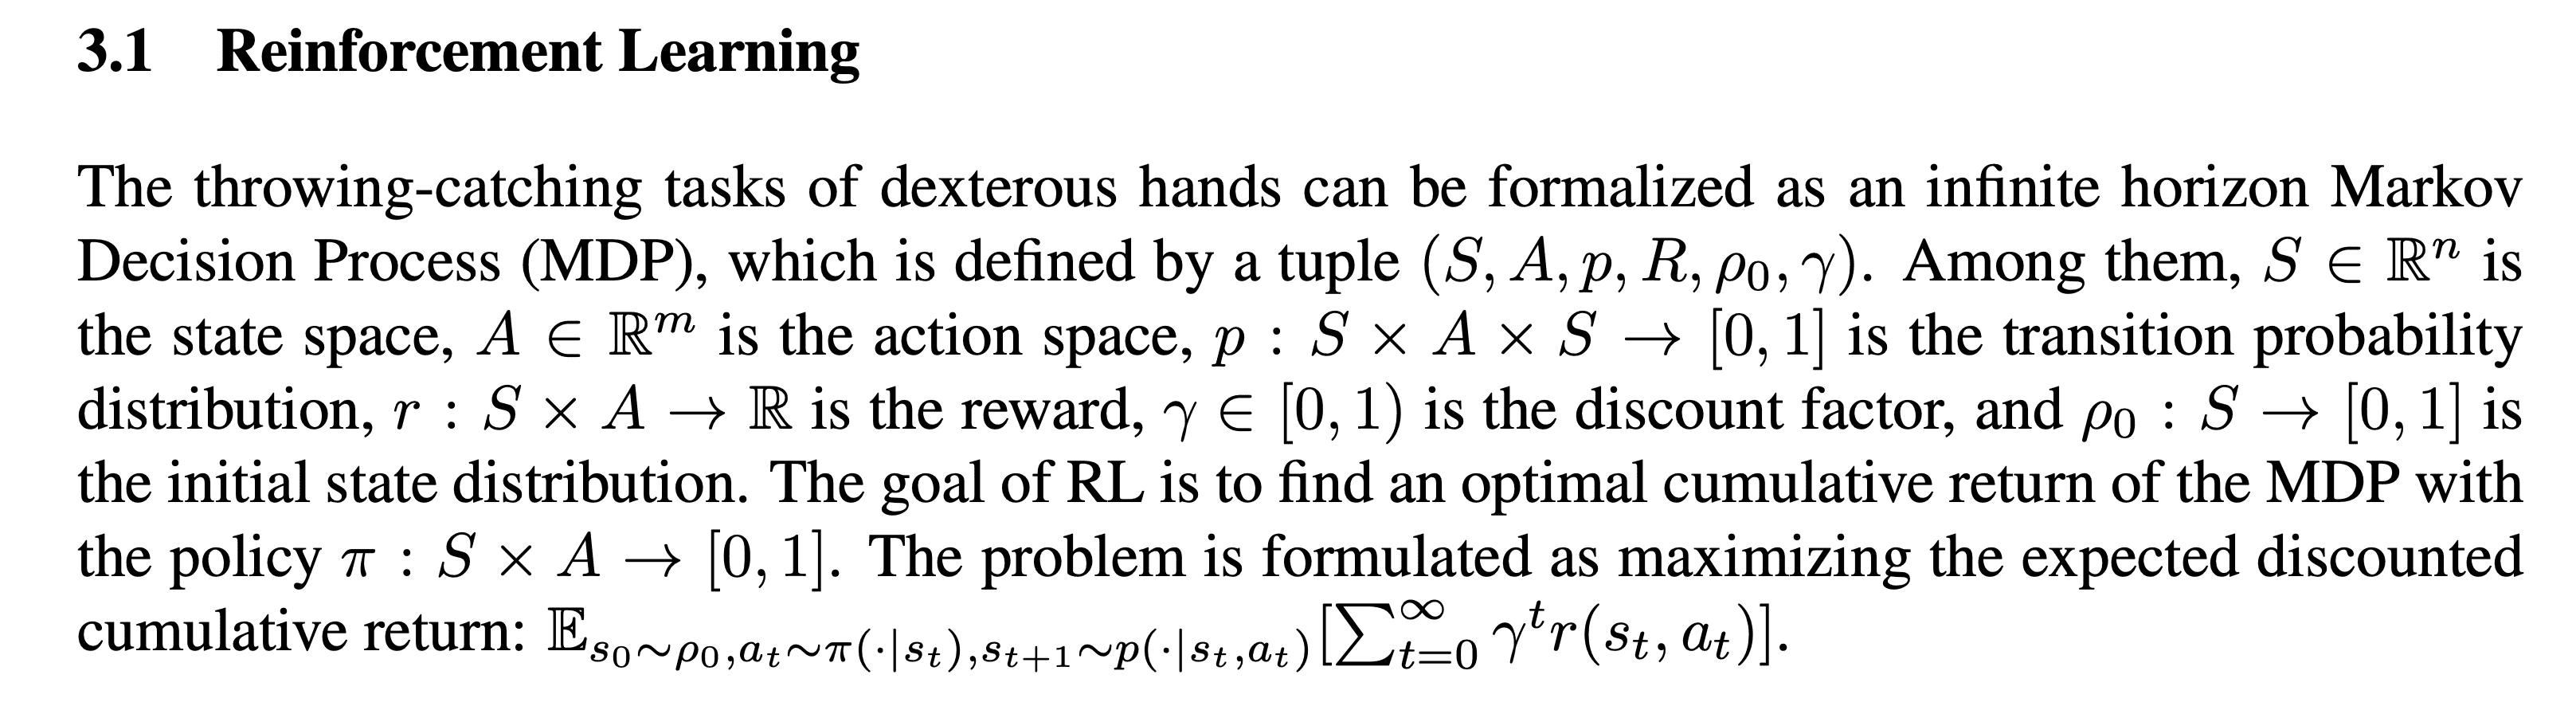 3.1 Reinforcement Learning
The throwing-catching tasks of dexterous hands can be formalized as an infinite horizon Markov
Decision Process (MDP), which is defined by a tuple $(S, A, p, R, \rho_0, \gamma)$. Among them, $S \in \mathbb{R}^n$ is
the state space, $A \in \mathbb{R}^m$ is the action space, $p : S \times A \times S \to [0, 1]$ is the transition probability
distribution, $r : S \times A \to \mathbb{R}$ is the reward, $\gamma \in [0, 1)$ is the discount factor, and $\rho_0 : S \to [0, 1]$ is
the initial state distribution. The goal of RL is to find an optimal cumulative return of the MDP with
the policy $\pi : S \times A \to [0, 1]$. The problem is formulated as maximizing the expected discounted
cumulative return: $\mathbb{E}_{s_0 \sim \rho_0, a_t \sim \pi(\cdot|s_t), s_{t+1} \sim p(\cdot|s_t, a_t)}[\sum_{t=0}^{\infty} \gamma^t r(s_t, a_t)]$.